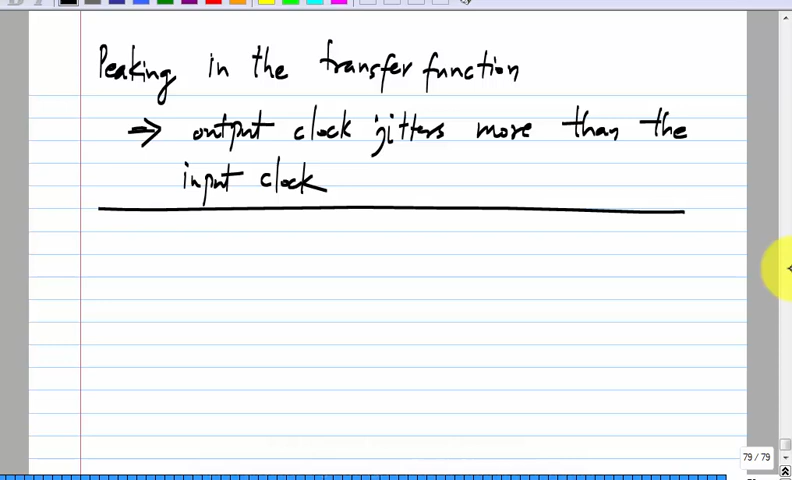 Peaking in the transfer function
⇒ output clock jitters more than the
input clock
79 / 79